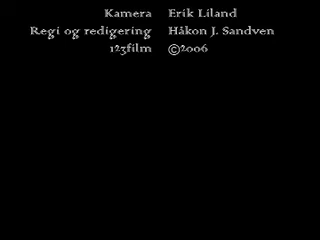 Kamera Erik Liland
Regi og redigering Håkon J. Sandven
123film ©2006